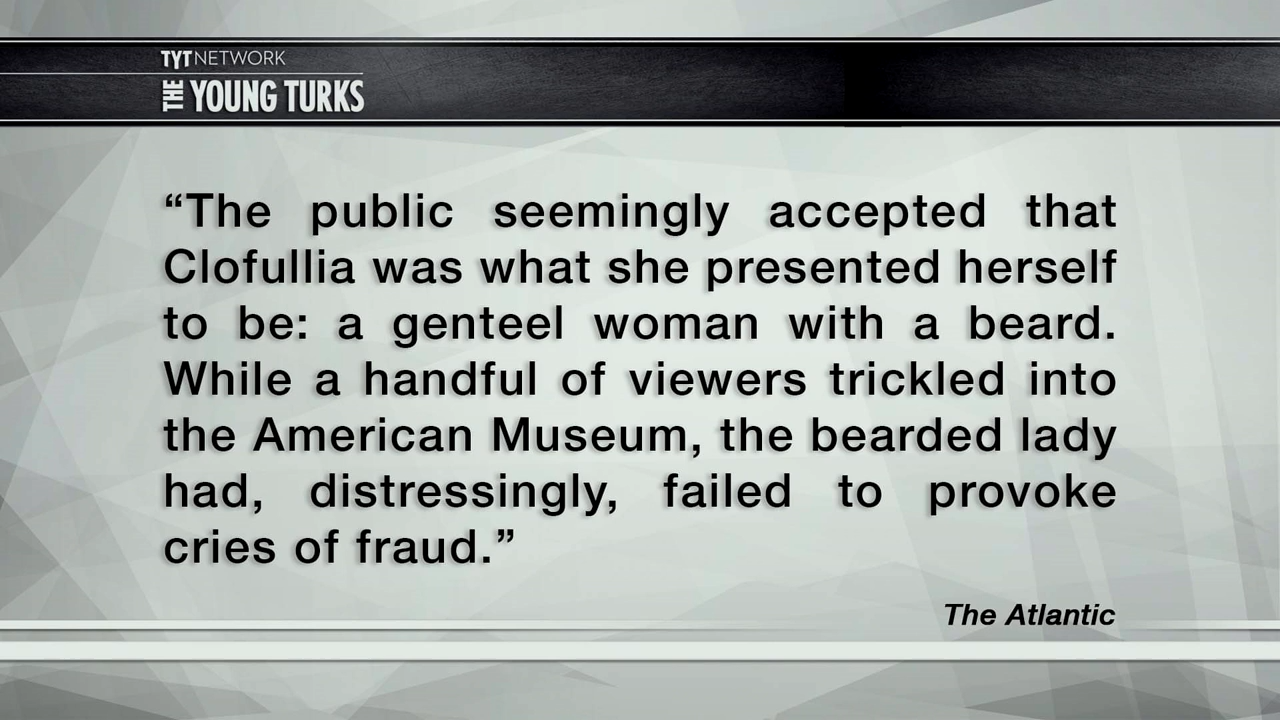 TYT NETWORK
THE YOUNG TURKS
“The public seemingly accepted that
Clofullia was what she presented herself
to be: a genteel woman with a beard.
While a handful of viewers trickled into
the American Museum, the bearded lady
had, distressingly, failed to provoke
cries of fraud.”
The Atlantic